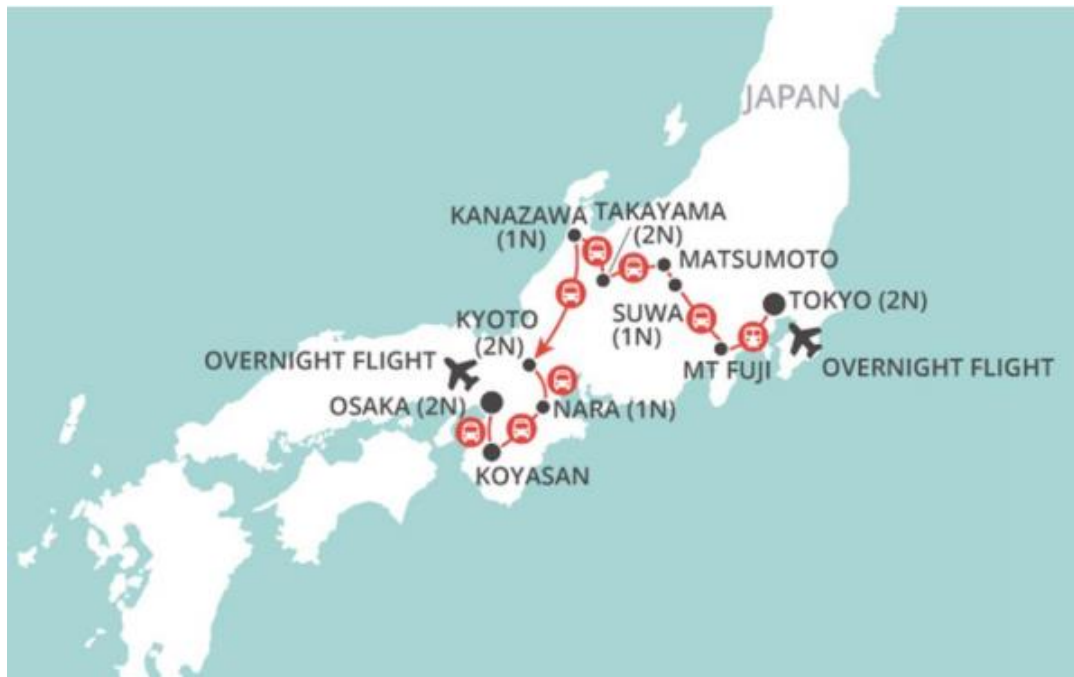 JAPAN
KANAZAWA
(1N)
TAKAYAMA
(2N)
MATSUMOTO
TOKYO (2N)
SUWA
(1N)
KYOTO
(2N)
MT FUJI
OVERNIGHT FLIGHT
OVERNIGHT FLIGHT
OSAKA (2N)
NARA (1N)
KOYASAN